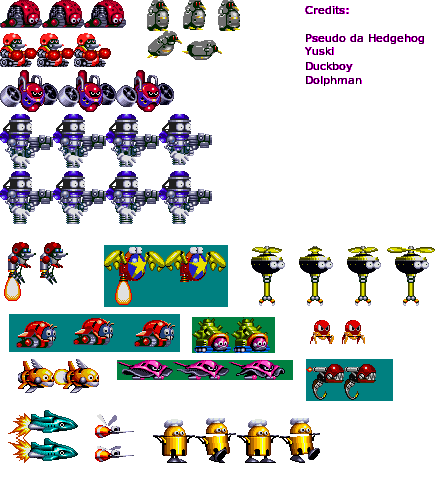 Credits:
Pseudo da Hedgehog
Yuski
Duckboy
Dolphman